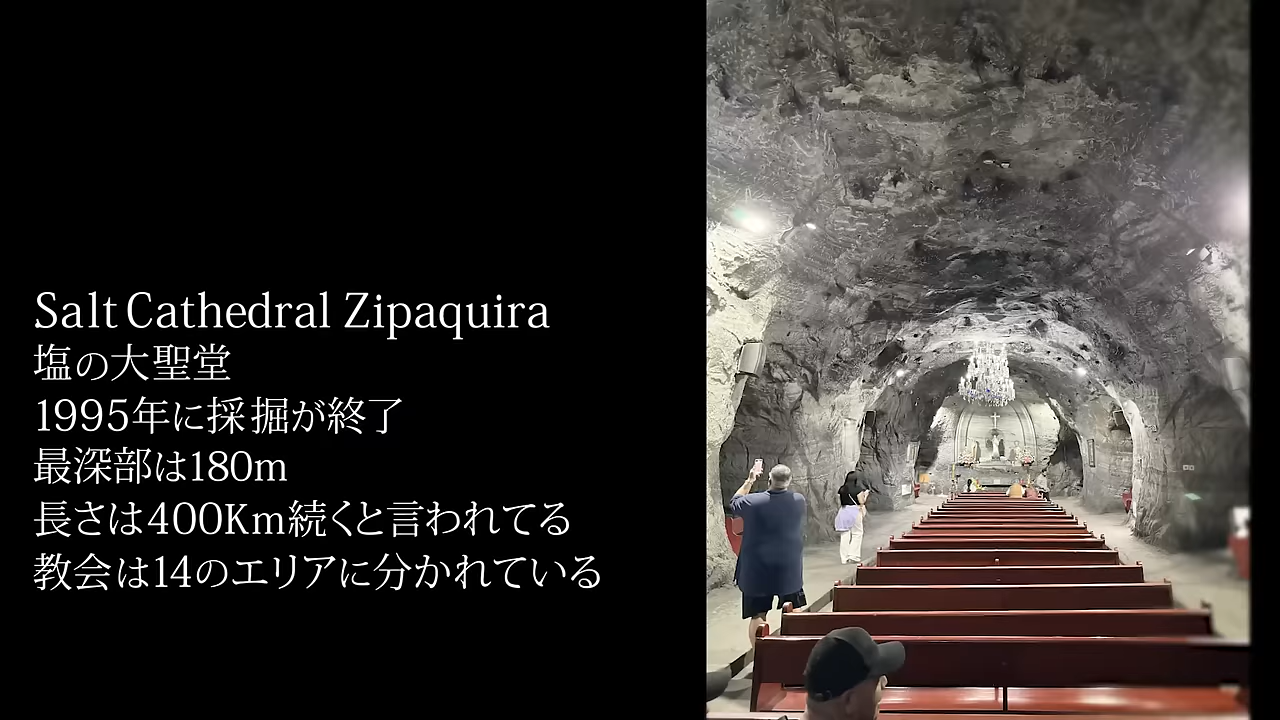 Salt Cathedral Zipaquira
塩の大聖堂
1995年に採掘が終了
最深部は180m
長さは400Km続くと言われてる
教会は14のエリアに分かれている